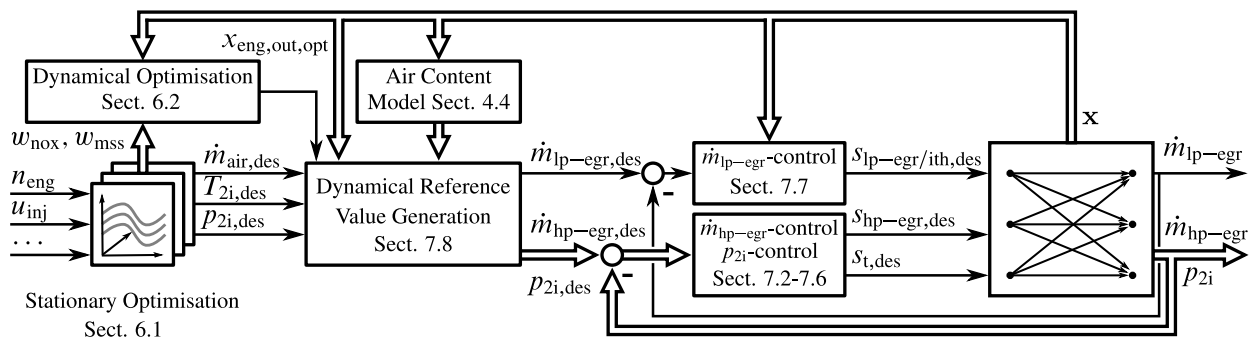 x_eng,out,opt
Dynamical Optimisation
Sect. 6.2
Air Content
Model Sect. 4.4
x
w_nox, w_mss
n_eng
u_inj
...
ṁ_air,des
T_2i,des
p_2i,des
Dynamical Reference
Value Generation
Sect. 7.8
ṁ_lp−egr,des
-
ṁ_hp−egr,des
p_2i,des
-
ṁ_lp−egr-control
Sect. 7.7
ṁ_hp−egr-control
p_2i-control
Sect. 7.2-7.6
s_lp−egr/ith,des
s_hp−egr,des
s_t,des
ṁ_lp−egr
ṁ_hp−egr
p_2i
Stationary Optimisation
Sect. 6.1